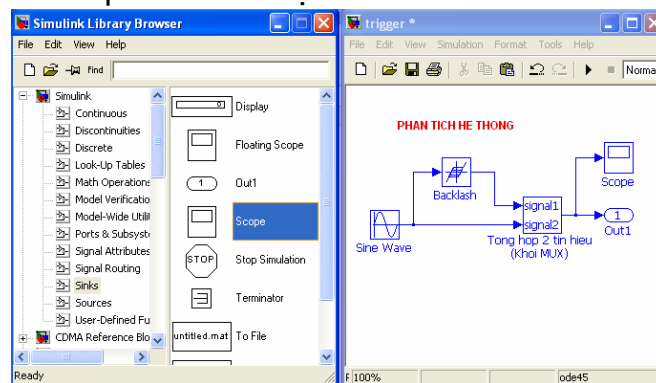 Simulink Library Browser
File Edit View Help
Find
Simulink
Continuous
Discontinuities
Discrete
Look-Up Tables
Math Operations
Model Verificatio
Model-Wide Utili
Ports & Subsyst
Signal Attributes
Signal Routing
Sinks
Sources
User-Defined Fu
CDMA Reference Blo
Display
Floating Scope
1
Out1
Scope
STOP
Stop Simulation
Terminator
untitled.mat
To File
Ready
trigger *
File Edit View Simulation Format Tools Help
Norma
PHAN TICH HE THONG
Backlash
Sine Wave
signal1
signal2
Tong hop 2 tin hieu
(Khoi MUX)
Scope
1
Out1
100%
ode45